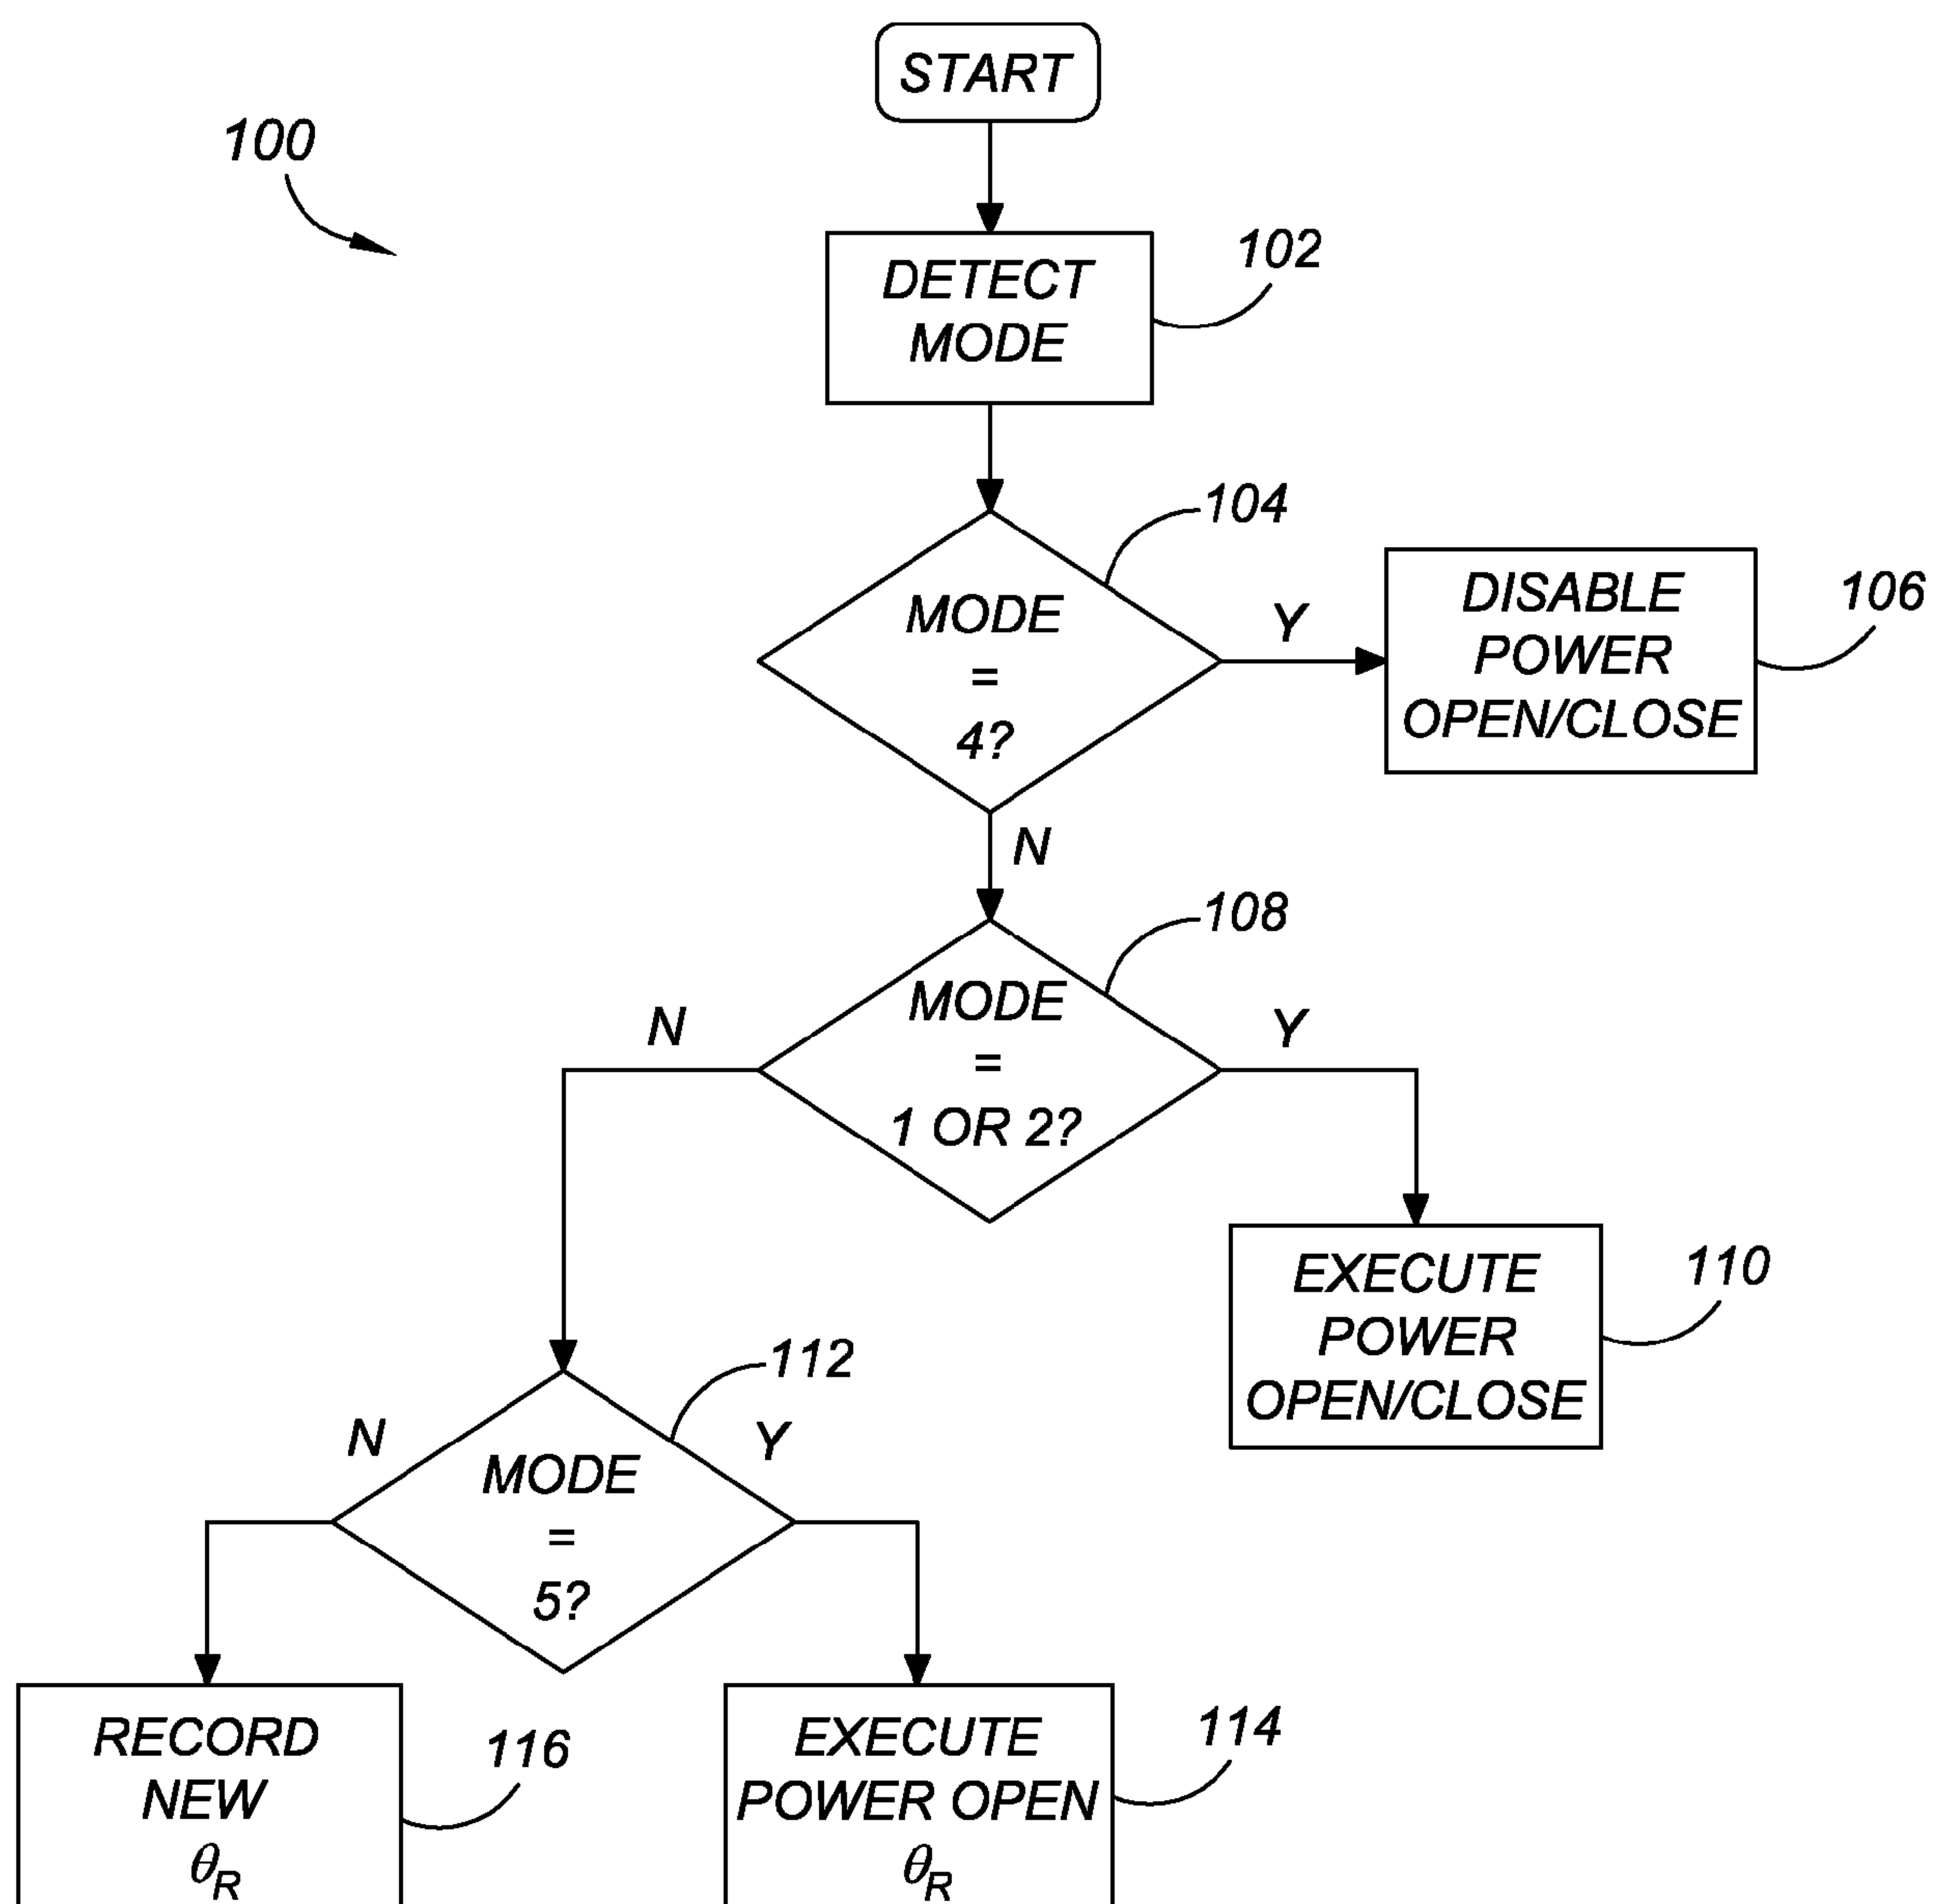 START
100
DETECT
MODE
102
MODE
=
4?
104
Y
DISABLE
POWER
OPEN/CLOSE
106
N
MODE
=
1 OR 2?
108
N
Y
EXECUTE
POWER
OPEN/CLOSE
110
MODE
=
5?
112
N
Y
RECORD
NEW
θR
116
EXECUTE
POWER OPEN
θR
114